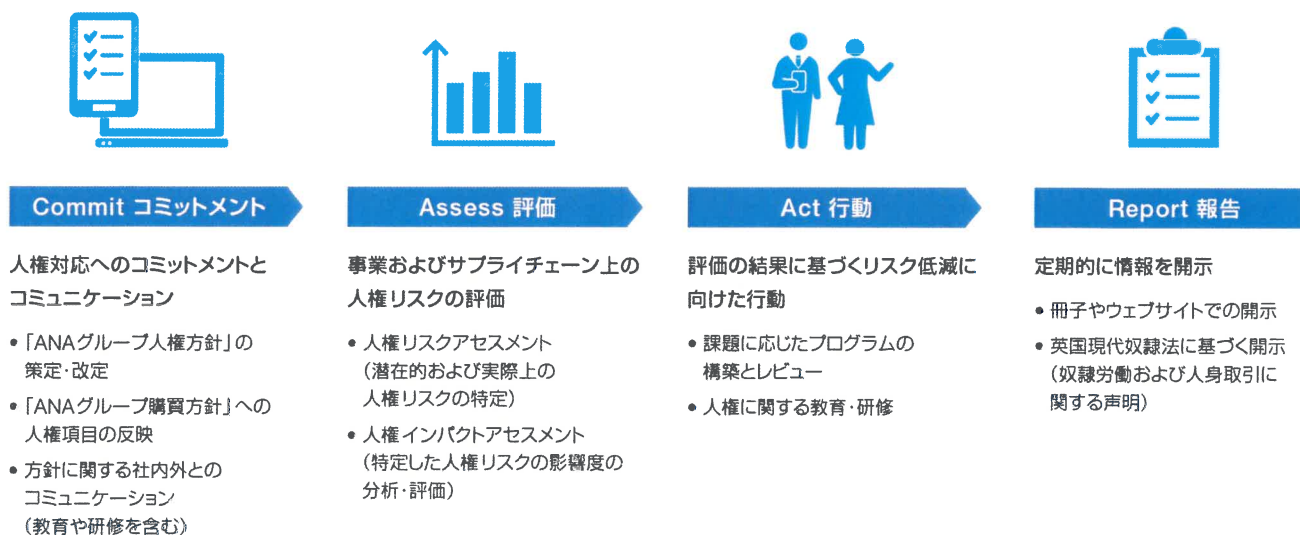 Commit コミットメント
人権対応へのコミットメントと
コミュニケーション
• 「ANAグループ人権方針」の
策定・改定
• 「ANAグループ購買方針」への
人権項目の反映
• 方針に関する社内外との
コミュニケーション
（教育や研修を含む）
Assess 評価
事業およびサプライチェーン上の
人権リスクの評価
• 人権リスクアセスメント
（潜在的および実際上の
人権リスクの特定）
• 人権インパクトアセスメント
（特定した人権リスクの影響度の
分析・評価）
Act 行動
評価の結果に基づくリスク低減に
向けた行動
• 課題に応じたプログラムの
構築とレビュー
• 人権に関する教育・研修
Report 報告
定期的に情報を開示
• 冊子やウェブサイトでの開示
• 英国現代奴隷法に基づく開示
（奴隷労働および人身取引に
関する声明）